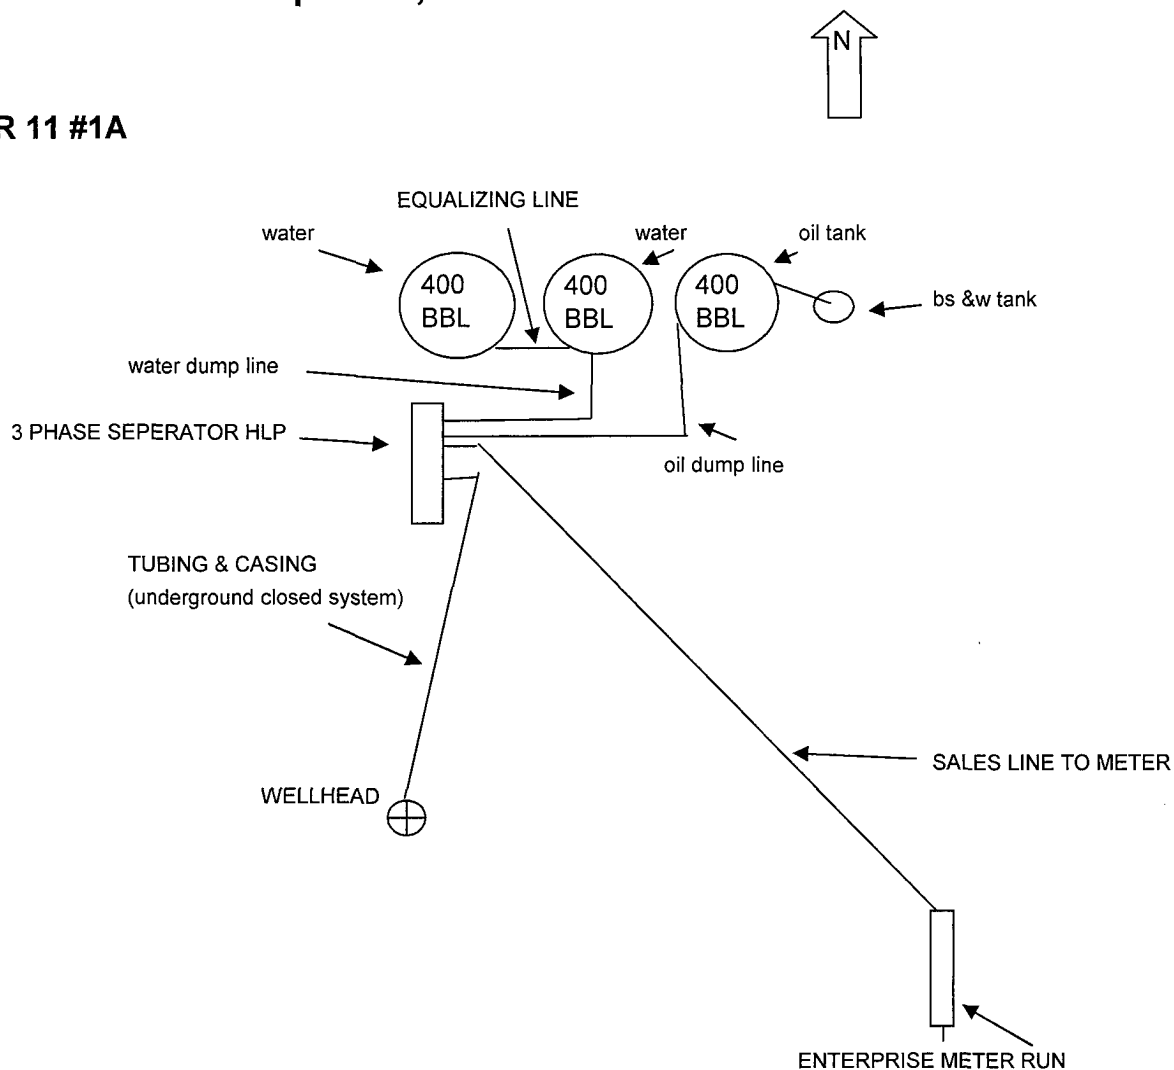 N
R 11 #1A
EQUALIZING LINE
water
water
oil tank
400
BBL
400
BBL
400
BBL
bs &w tank
water dump line
3 PHASE SEPERATOR HLP
oil dump line
TUBING & CASING
(underground closed system)
SALES LINE TO METER
WELLHEAD
ENTERPRISE METER RUN